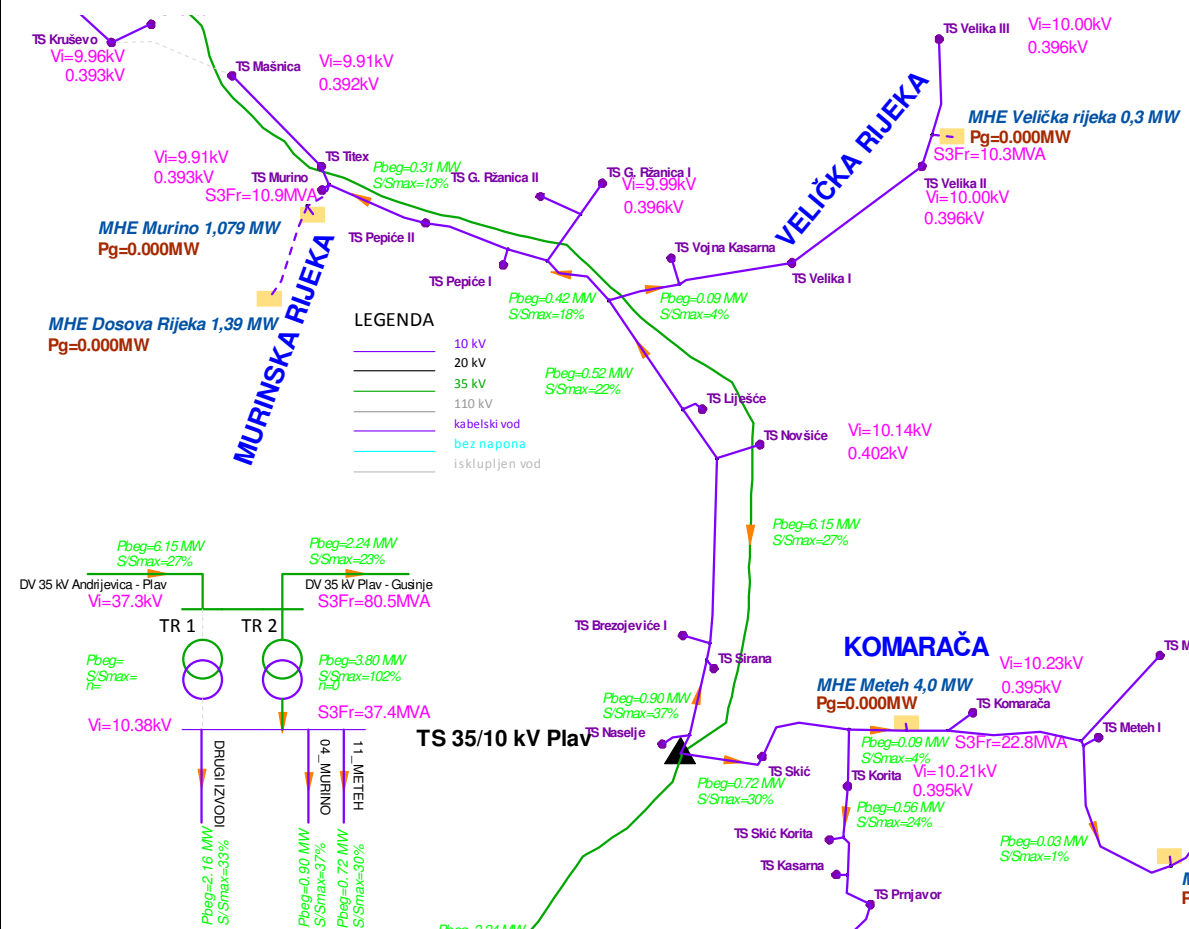 TS Kruševo
Vi=9.96kV
0.393kV
TS Mašnica
Vi=9.91kV
0.392kV
TS Velika III
Vi=10.00kV
0.396kV
VELIČKA RIJEKA
MHE Velička rijeka 0,3 MW
Pg=0.000MW
S3Fr=10.3MVA
TS Velika II
Vi=10.00kV
0.396kV
Vi=9.91kV
0.393kV
TS Titex
TS Murino
S3Fr=10.9MVA
Pbeg=0.31 MW
S/Smax=13%
TS G. Ržanica II
TS G. Ržanica I
Vi=9.99kV
0.396kV
MHE Murino 1,079 MW
Pg=0.000MW
TS Pepiće II
TS Pepiće I
TS Vojna Kasarna
TS Velika I
Pbeg=0.42 MW
S/Smax=18%
Pbeg=0.09 MW
S/Smax=4%
MHE Dosova Rijeka 1,39 MW
Pg=0.000MW
MURINSKA RIJEKA
LEGENDA
10 kV
20 kV
35 kV
110 kV
kabelski vod
bez napona
isklupljen vod
Pbeg=0.52 MW
S/Smax=22%
TS Liješće
TS Novšiće
Vi=10.14kV
0.402kV
Pbeg=6.15 MW
S/Smax=27%
Pbeg=6.15 MW
S/Smax=27%
Pbeg=2.24 MW
S/Smax=23%
DV 35 kV Andrijevica - Plav
DV 35 kV Plav - Gusinje
Vi=37.3kV
S3Fr=80.5MVA
TR 1
TR 2
Pbeg=
S/Smax=
n=
Pbeg=3.80 MW
S/Smax=102%
n=0
S3Fr=37.4MVA
Vi=10.38kV
DRUGI IZVODI
04_MURINO
11_METEH
Pbeg=2.16 MW
S/Smax=33%
Pbeg=0.90 MW
S/Smax=37%
Pbeg=0.72 MW
S/Smax=30%
TS Brezojeviće I
TS Sirana
Pbeg=0.90 MW
S/Smax=37%
TS Naselje
TS 35/10 kV Plav
KOMARAČA
MHE Meteh 4,0 MW
Pg=0.000MW
Vi=10.23kV
0.395kV
TS Komarača
TS M
TS Meteh I
Pbeg=0.09 MW
S/Smax=4%
S3Fr=22.8MVA
TS Skić
Pbeg=0.72 MW
S/Smax=30%
TS Korita
Vi=10.21kV
0.395kV
Pbeg=0.56 MW
S/Smax=24%
TS Skić Korita
TS Kasarna
TS Prnjavor
Pbeg=0.03 MW
S/Smax=1%
M
P